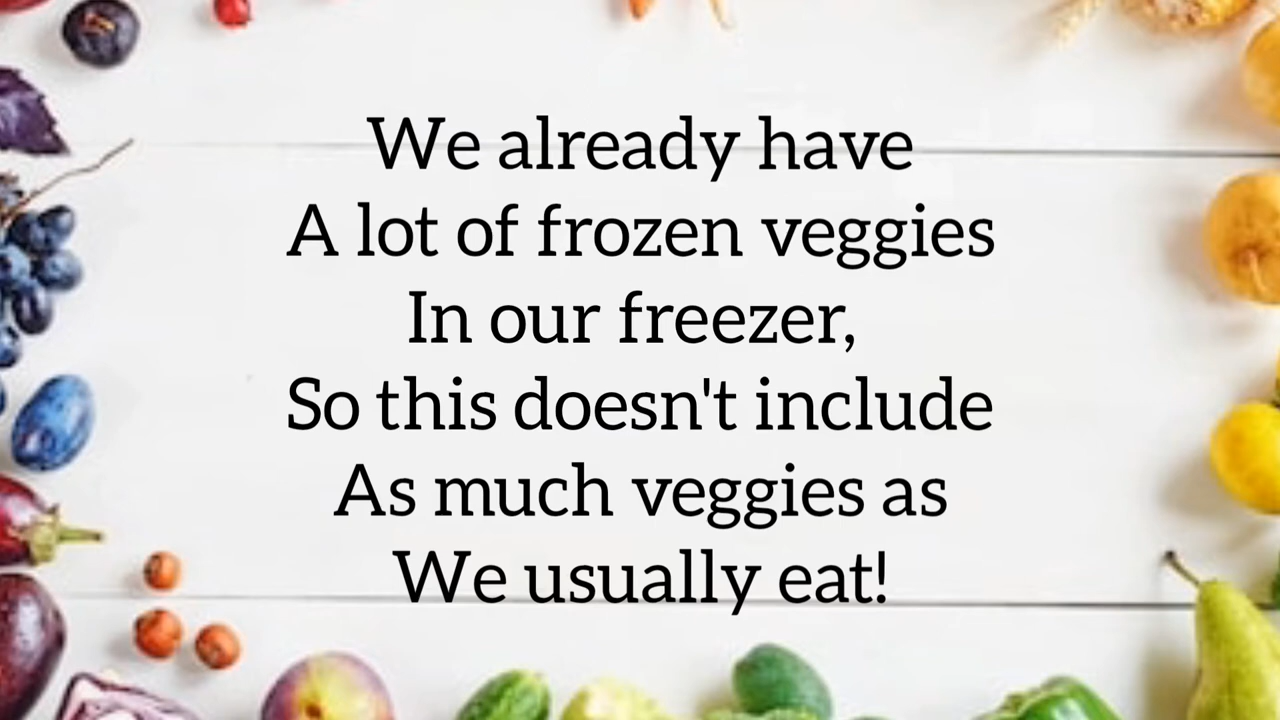 We already have
A lot of frozen veggies
In our freezer,
So this doesn't include
As much veggies as
We usually eat!